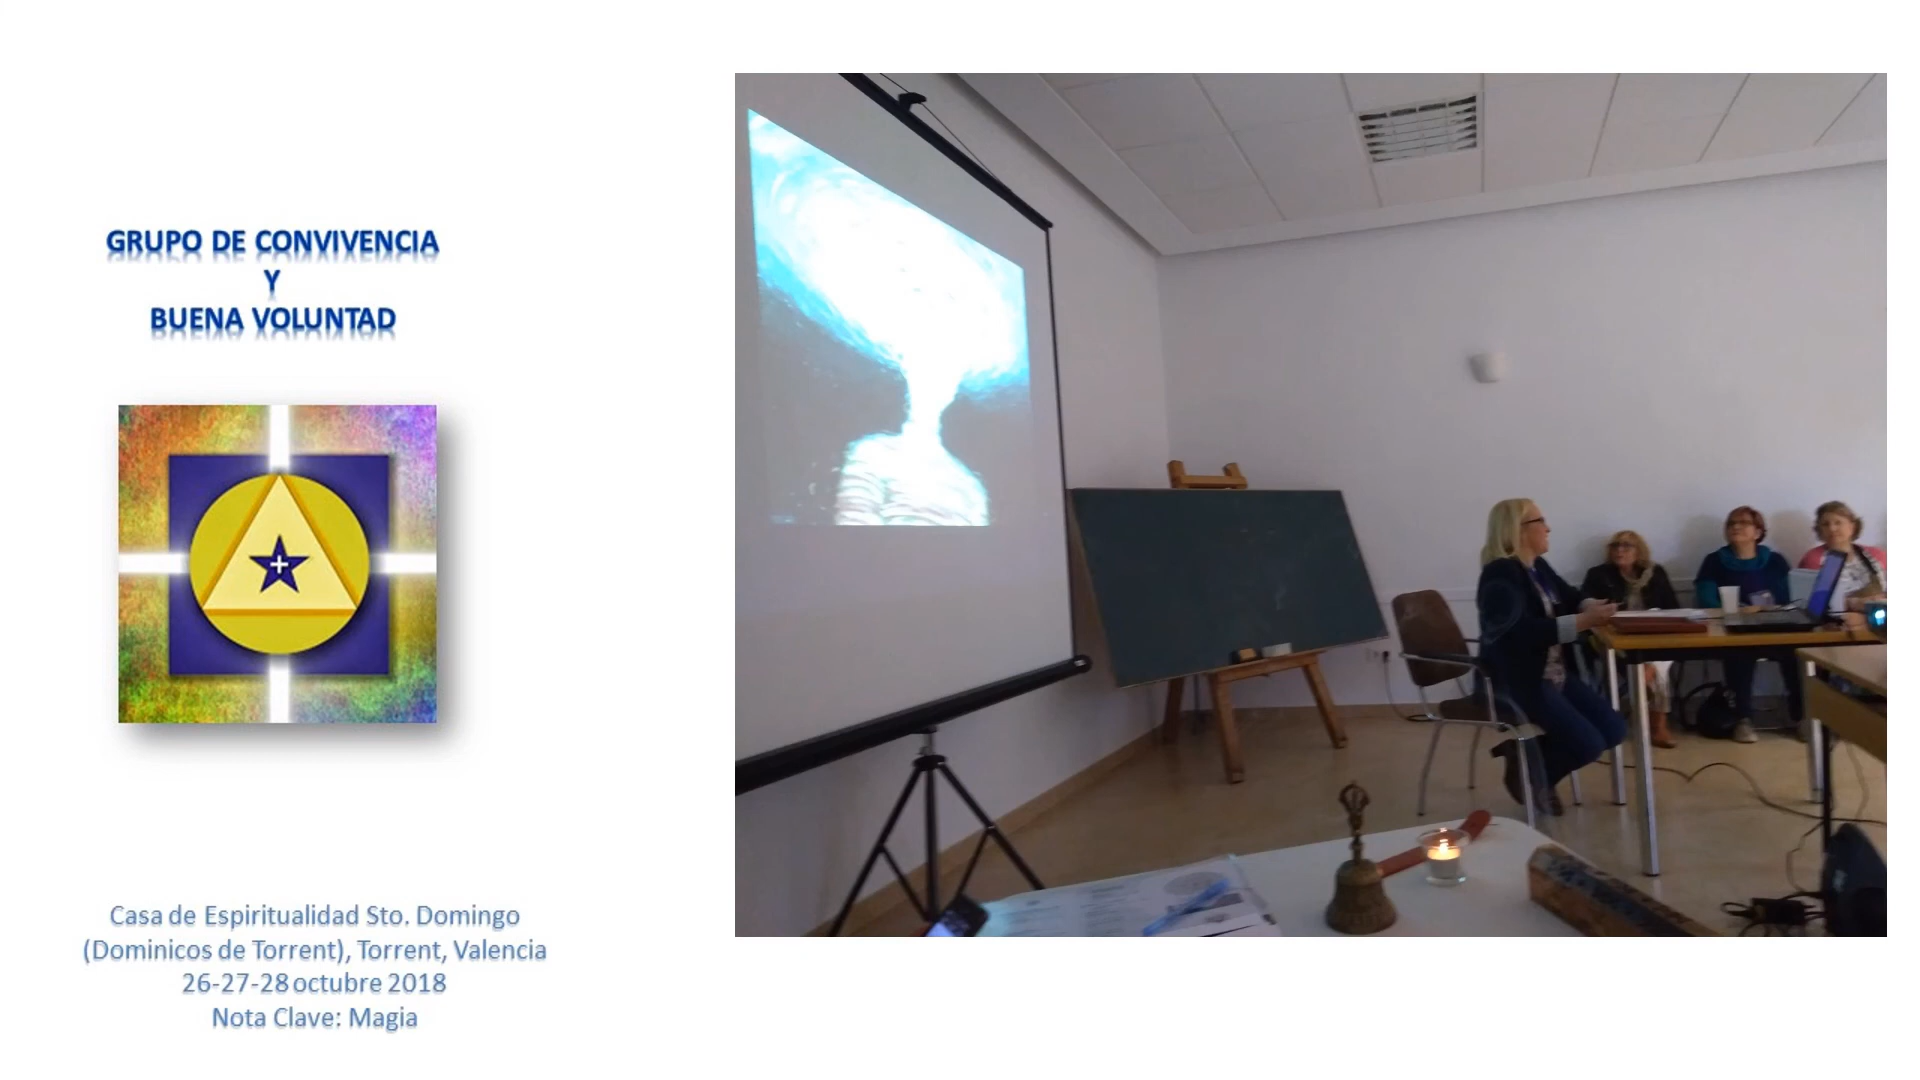 GRUPO DE CONVIVENCIA
Y
BUENA VOLUNTAD
Casa de Espiritualidad Sto. Domingo
(Dominicos de Torrent), Torrent, Valencia
26-27-28 octubre 2018
Nota Clave: Magia